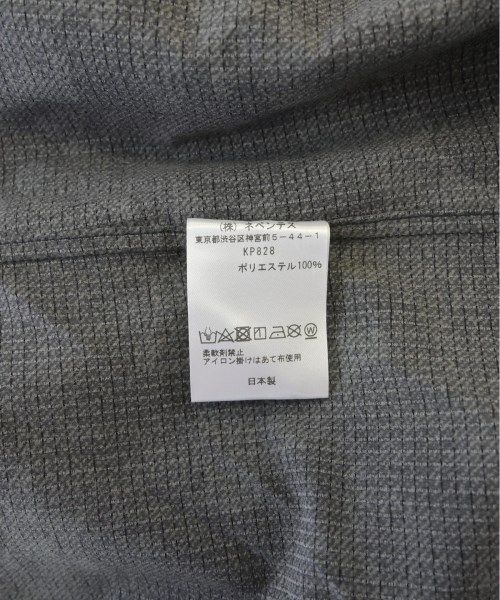 (株) ネペンテス
東京都渋谷区神宮前5-44-1
KP828
ポリエステル100%
柔軟剤禁止
アイロン掛けはあて布使用
日本製